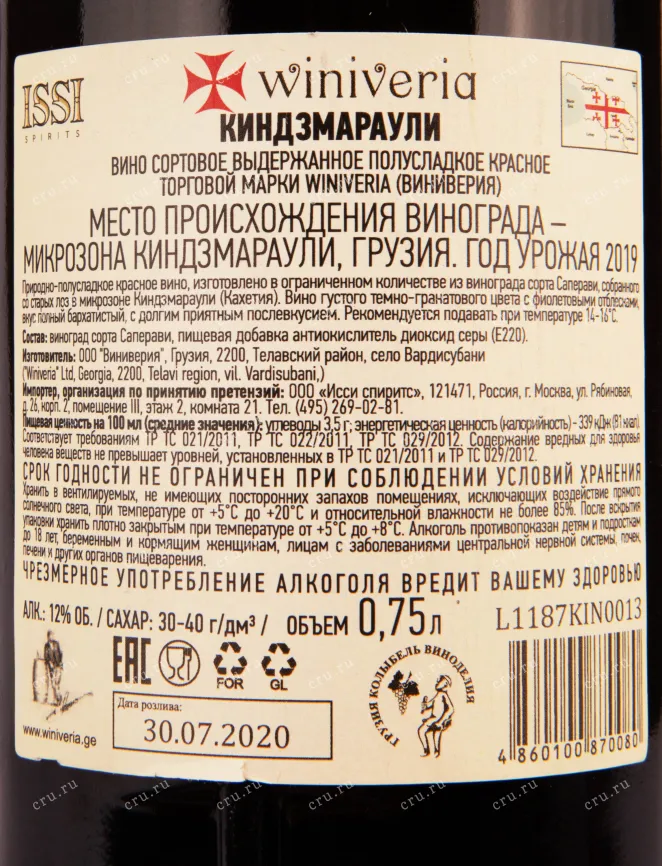 ISSI
SPIRITS
winiveria
КИНДЗМАРАУЛИ
ВИНО СОРТОВОЕ ВЫДЕРЖАННОЕ ПОЛУСЛАДКОЕ КРАСНОЕ
ТОРГОВОЙ МАРКИ WINIVERIA (ВИНИВЕРИЯ)
МЕСТО ПРОИСХОЖДЕНИЯ ВИНОГРАДА –
МИКРОЗОНА КИНДЗМАРАУЛИ, ГРУЗИЯ. ГОД УРОЖАЯ 2019
Природно-полусладкое красное вино, изготовлено в ограниченном количестве из винограда сорта Саперави, собранного
со старых лоз в микрозоне Киндзмараули (Кахетия). Вино густого темно-гранатового цвета с фиолетовыми отблесками,
вкус полный бархатистый, с долгим приятным послевкусием. Рекомендуется подавать при температуре 14-16°C.
Состав: виноград сорта Саперави, пищевая добавка антиокислитель диоксид серы (Е220).
Изготовитель: ООО "Виниверия", Грузия, 2200, Телавский район, село Вардисубани
("Winiveria" Ltd, Georgia, 2200, Telavi region, vil. Vardisubani,)
Импортер, организация по принятию претензий: ООО «Исси спиритс», 121471, Россия, г. Москва, ул. Рябиновая,
д. 26, корп. 2, помещение III, этаж 2, комната 21. Тел. (495) 269-02-81.
Пищевая ценность на 100 мл (средние значения): углеводы 3,5 г; энергетическая ценность (калорийность) - 339 кДж (81 ккал).
Соответствует требованиям ТР ТС 021/2011, ТР ТС 022/2011, ТР ТС 029/2012. Содержание вредных для здоровья
человека веществ не превышает уровней, установленных в ТР ТС 021/2011 и ТР ТС 029/2012.
СРОК ГОДНОСТИ НЕ ОГРАНИЧЕН ПРИ СОБЛЮДЕНИИ УСЛОВИЙ ХРАНЕНИЯ
Хранить в вентилируемых, не имеющих посторонних запахов помещениях, исключающих воздействие прямого
солнечного света, при температуре от +5°C до +20°C и относительной влажности не более 85%. После вскрытия
упаковки хранить плотно закрытым при температуре от +5°C до +8°C. Алкоголь противопоказан детям и подросткам
до 18 лет, беременным и кормящим женщинам, лицам с заболеваниями центральной нервной системы, почек,
печени и других органов пищеварения.
ЧРЕЗМЕРНОЕ УПОТРЕБЛЕНИЕ АЛКОГОЛЯ ВРЕДИТ ВАШЕМУ ЗДОРОВЬЮ
АЛК.: 12% ОБ. / САХАР: 30-40 г/дм³ / ОБЪЕМ 0,75л
L1187KIN0013
EAC
FOR
GL
ГРУЗИЯ КОЛЫБЕЛЬ ВИНОДЕЛИЯ
Дата розлива:
30.07.2020
www.winiveria.ge
4 860100 870080
cru.ru